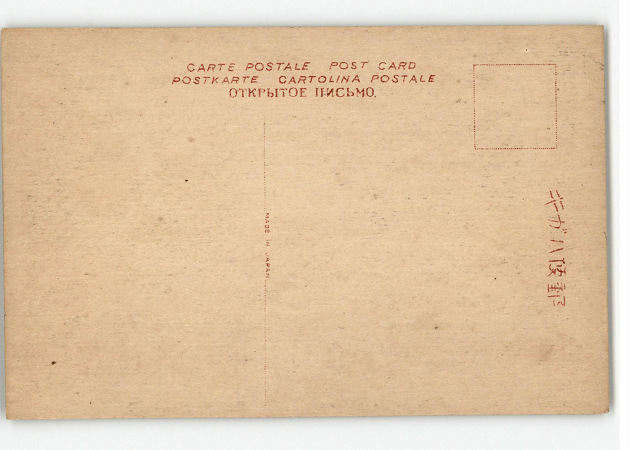 CARTE POSTALE POST CARD
POSTKARTE CARTOLINA POSTALE
ОТКРЫТОЕ ПИСЬМО.
MADE IN JAPAN